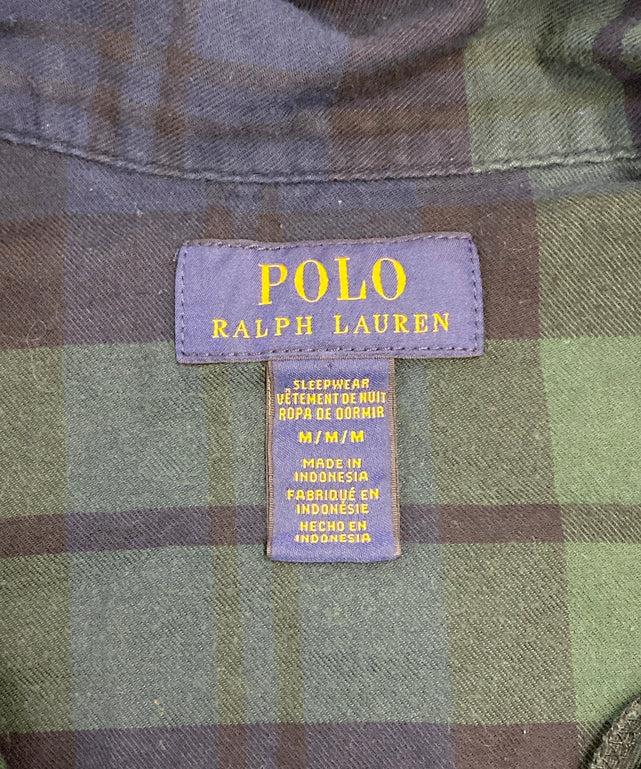 POLO
RALPH LAUREN
SLEEPWEAR
VÊTEMENT DE NUIT
ROPA DE DORMIR
M/M/M
MADE IN
INDONESIA
FABRIQUÉ EN
INDONÉSIE
HECHO EN
INDONESIA